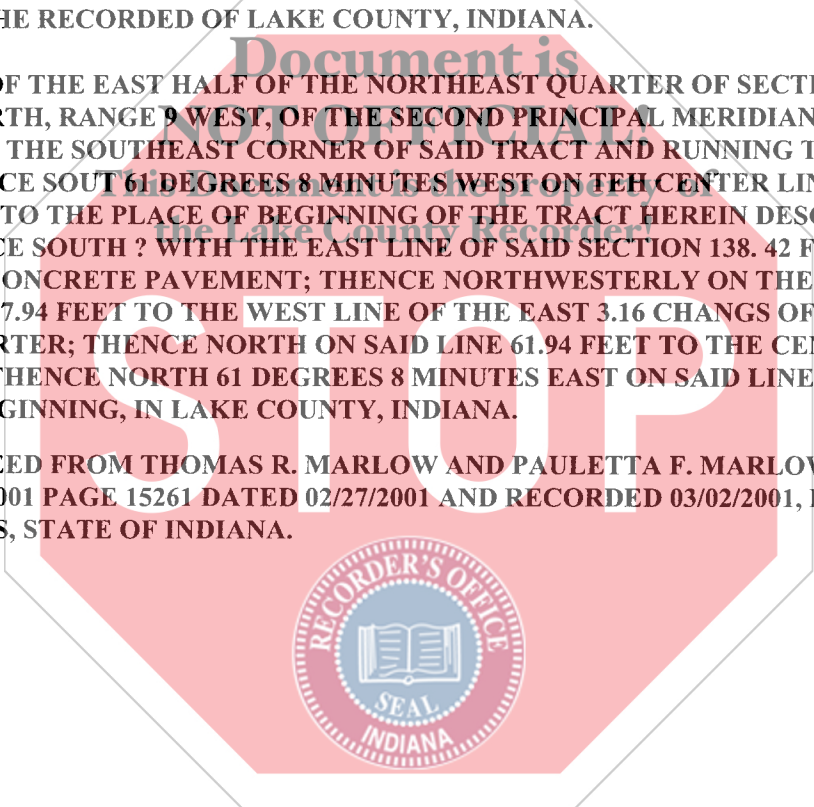 HE RECORDED OF LAKE COUNTY, INDIANA.
Document is
OF THE EAST HALF OF THE NORTHEAST QUARTER OF SECTI
RTH, RANGE 9 WEST, OF THE SECOND PRINCIPAL MERIDIAN
NOT OFFICIAL!
THE SOUTHEAST CORNER OF SAID TRACT AND RUNNING T
CE SOUT 61 DEGREES 8 MINUTES WEST ON TEH CENTER LIN
This Document is the property of
TO THE PLACE OF BEGINNING OF THE TRACT HEREIN DESC
the Lake County Recorder!
CE SOUTH ? WITH THE EAST LINE OF SAID SECTION 138. 42 F
ONCRETE PAVEMENT; THENCE NORTHWESTERLY ON THE
7.94 FEET TO THE WEST LINE OF THE EAST 3.16 CHANGS OF
RTER; THENCE NORTH ON SAID LINE 61.94 FEET TO THE CEN
THENCE NORTH 61 DEGREES 8 MINUTES EAST ON SAID LINE
GINNING, IN LAKE COUNTY, INDIANA.
STOP
EED FROM THOMAS R. MARLOW AND PAULETTA F. MARLOW
001 PAGE 15261 DATED 02/27/2001 AND RECORDED 03/02/2001,
S, STATE OF INDIANA.
RECORDER'S OFFICE
SEAL
INDIANA